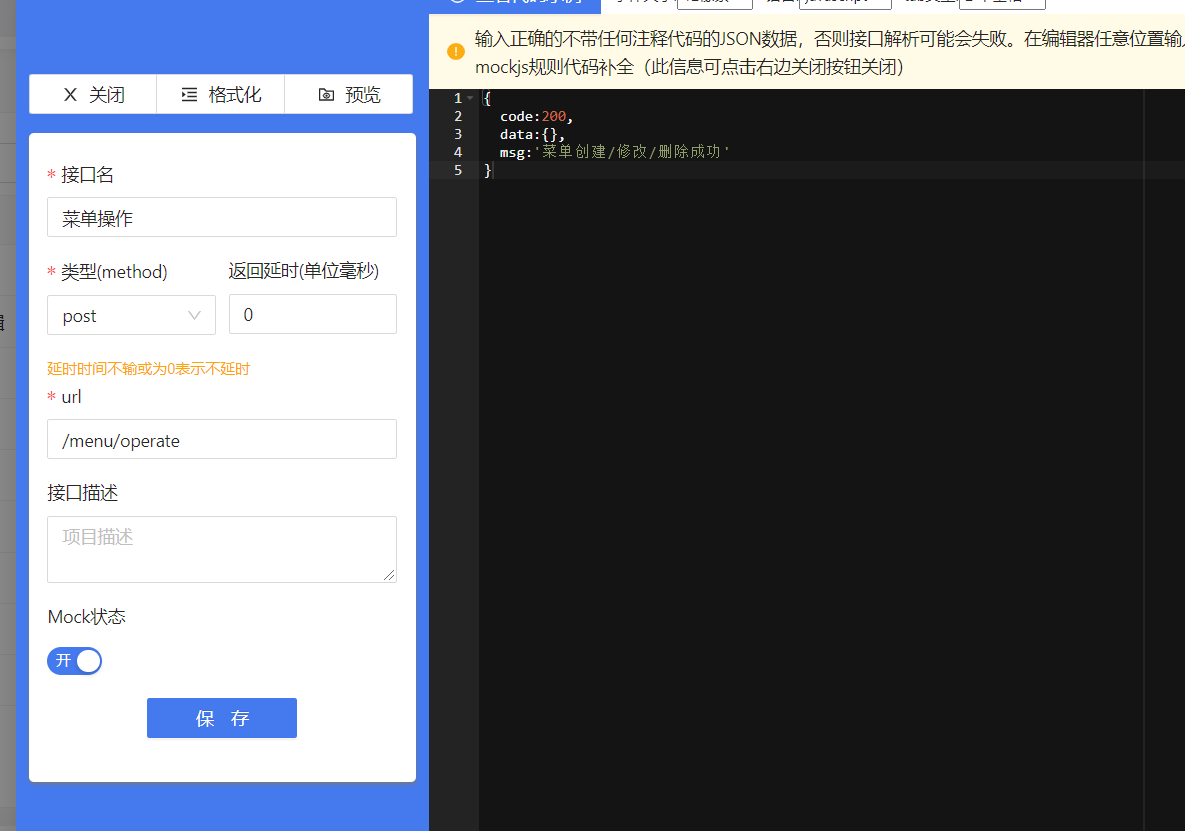 关闭
格式化
预览
* 接口名
菜单操作
* 类型(method)
返回延时(单位毫秒)
post
0
延时时间不输或为0表示不延时
* url
/menu/operate
接口描述
项目描述
Mock状态
开
保 存
输入正确的不带任何注释代码的JSON数据，否则接口解析可能会失败。在编辑器任意位置输入
mockjs规则代码补全（此信息可点击右边关闭按钮关闭）
1 {
2 code:200,
3 data:{},
4 msg:'菜单创建/修改/删除成功'
5 }